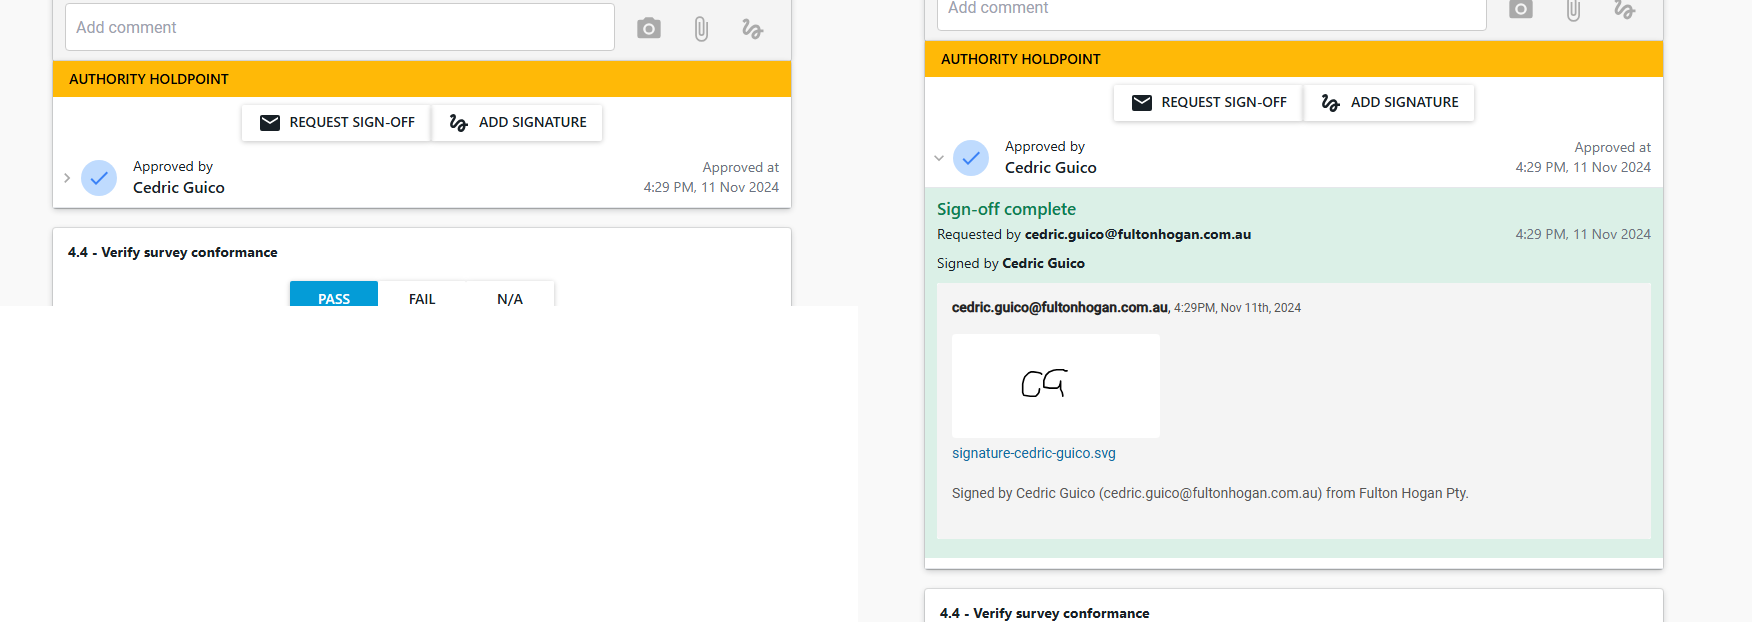 Add comment
AUTHORITY HOLDPOINT
REQUEST SIGN-OFF
ADD SIGNATURE
Approved by
Cedric Guico
Approved at
4:29 PM, 11 Nov 2024
4.4 - Verify survey conformance
PASS
FAIL
N/A
Add comment
AUTHORITY HOLDPOINT
REQUEST SIGN-OFF
ADD SIGNATURE
Approved by
Cedric Guico
Approved at
4:29 PM, 11 Nov 2024
Sign-off complete
Requested by cedric.guico@fultonhogan.com.au
4:29 PM, 11 Nov 2024
Signed by Cedric Guico
cedric.guico@fultonhogan.com.au, 4:29PM, Nov 11th, 2024
CG
signature-cedric-guico.svg
Signed by Cedric Guico (cedric.guico@fultonhogan.com.au) from Fulton Hogan Pty.
4.4 - Verify survey conformance